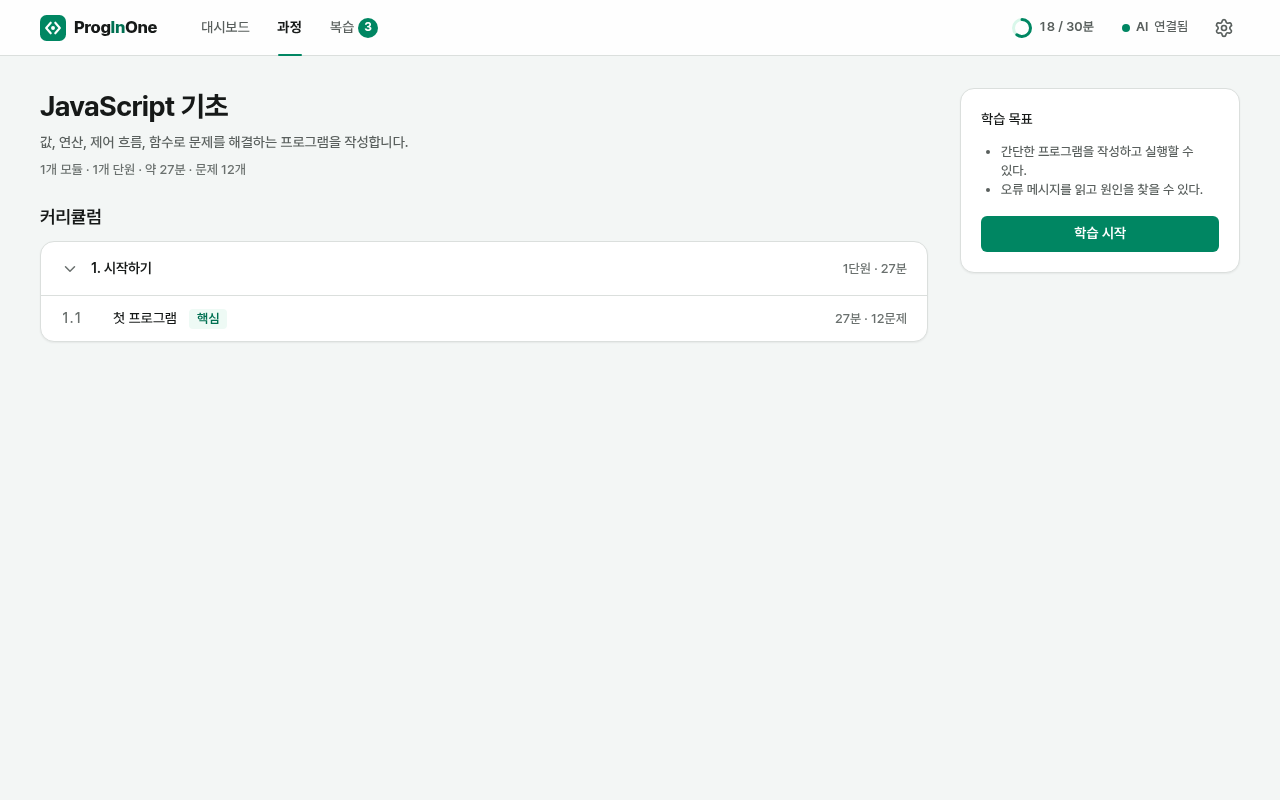 ProgInOne
대시보드
과정
복습 3
18 / 30분
AI 연결됨
JavaScript 기초
값, 연산, 제어 흐름, 함수로 문제를 해결하는 프로그램을 작성합니다.
1개 모듈 · 1개 단원 · 약 27분 · 문제 12개
커리큘럼
1. 시작하기
1단원 · 27분
1.1 첫 프로그램 핵심
27분 · 12문제
학습 목표
• 간단한 프로그램을 작성하고 실행할 수
있다.
• 오류 메시지를 읽고 원인을 찾을 수 있다.
학습 시작